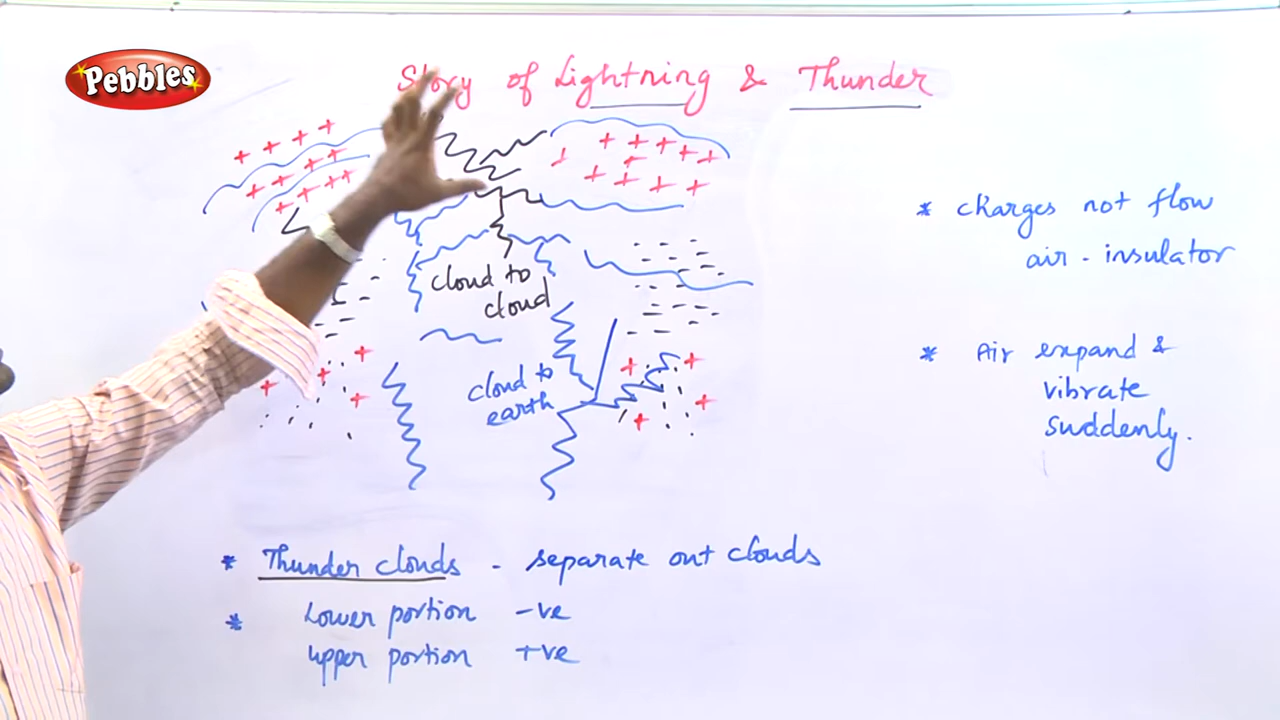 Pebbles
Story of Lightning & Thunder
* Charges not flow
air - insulator
cloud to
cloud
* Air expand &
vibrate
suddenly.
cloud to
earth
* Thunder clouds - separate out clouds
* Lower portion -ve
upper portion +ve